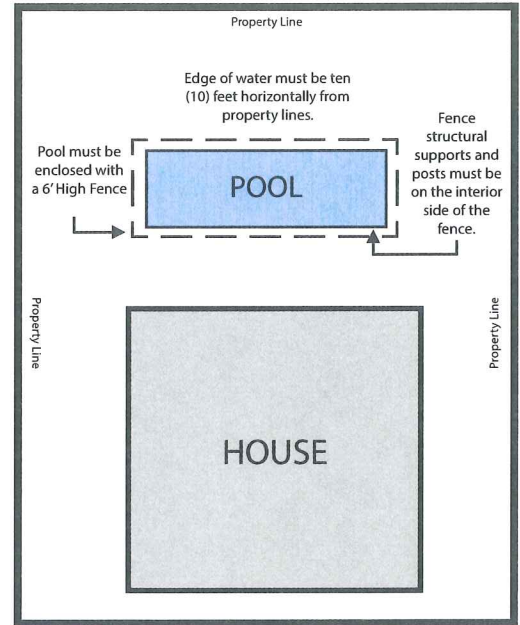 Property Line
Edge of water must be ten
(10) feet horizontally from
property lines.
Pool must be
enclosed with
a 6' High Fence
Fence
structural
supports and
posts must be
on the interior
side of the
fence.
POOL
Property Line
Property Line
HOUSE